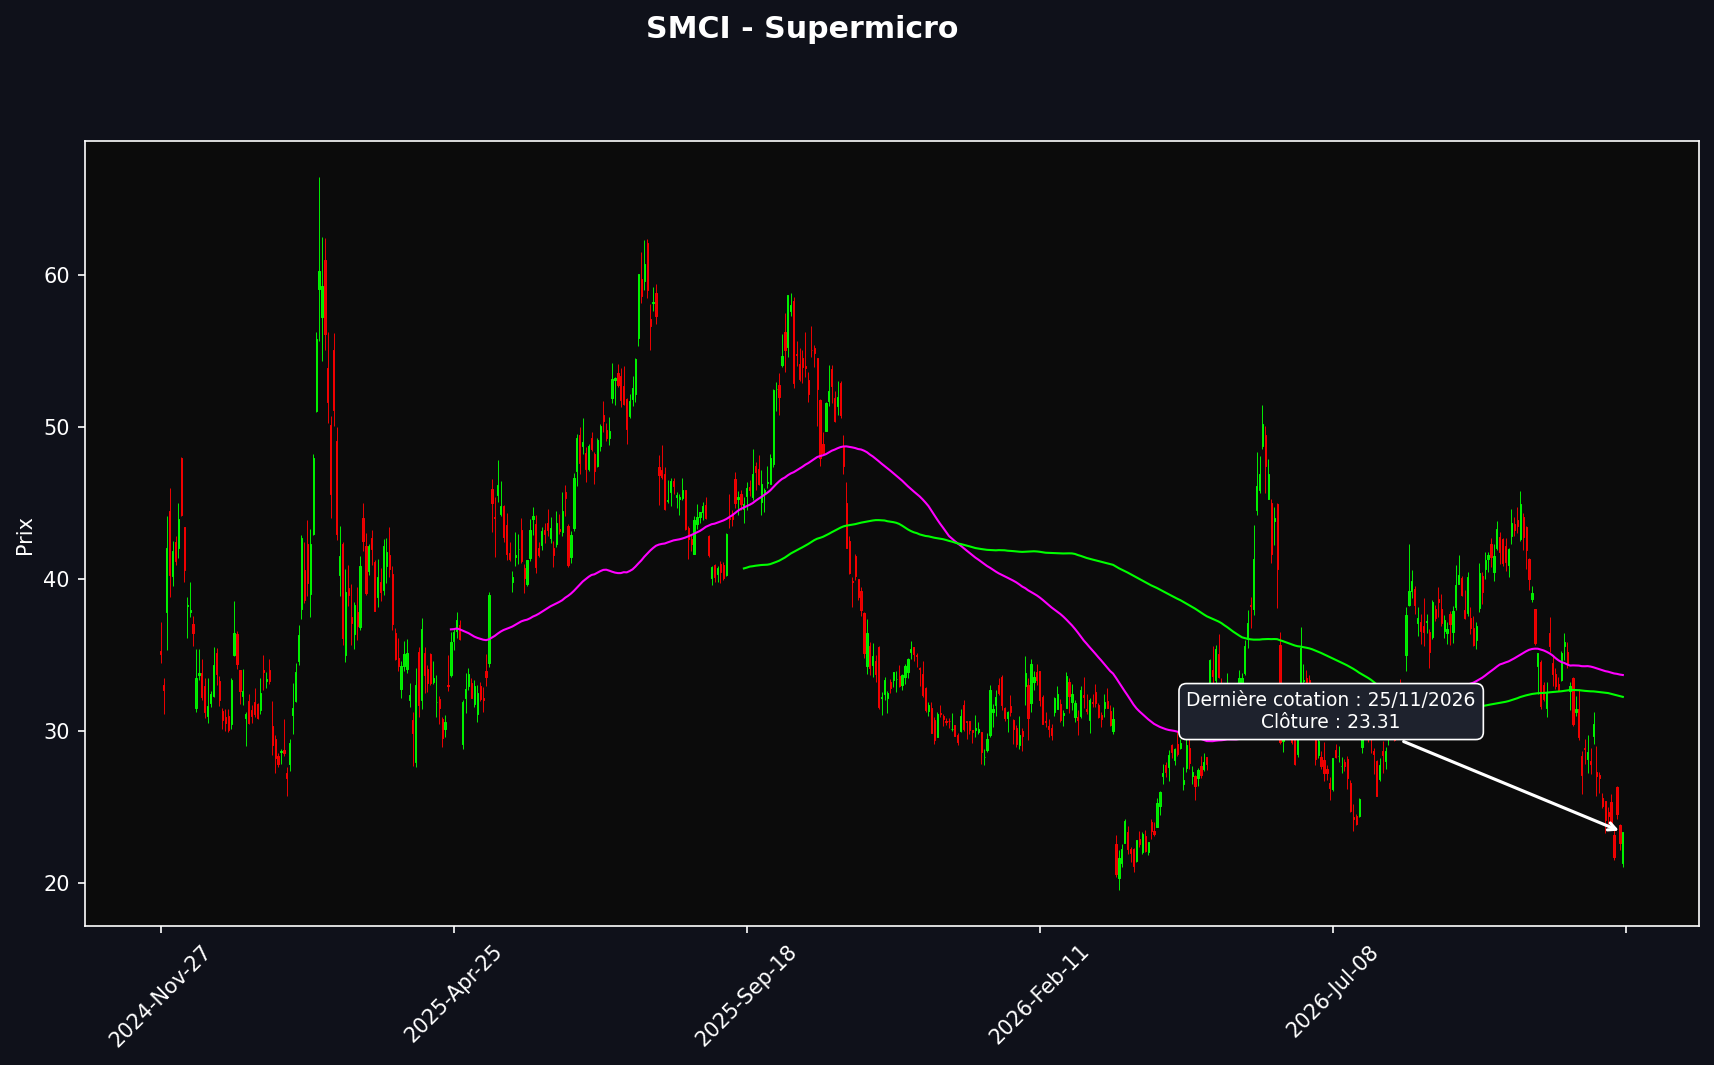 SMCI - Supermicro
Prix
60
50
40
30
20
Dernière cotation : 25/11/2026
Clôture : 23.31
2024-Nov-27
2025-Apr-25
2025-Sep-18
2026-Feb-11
2026-Jul-08